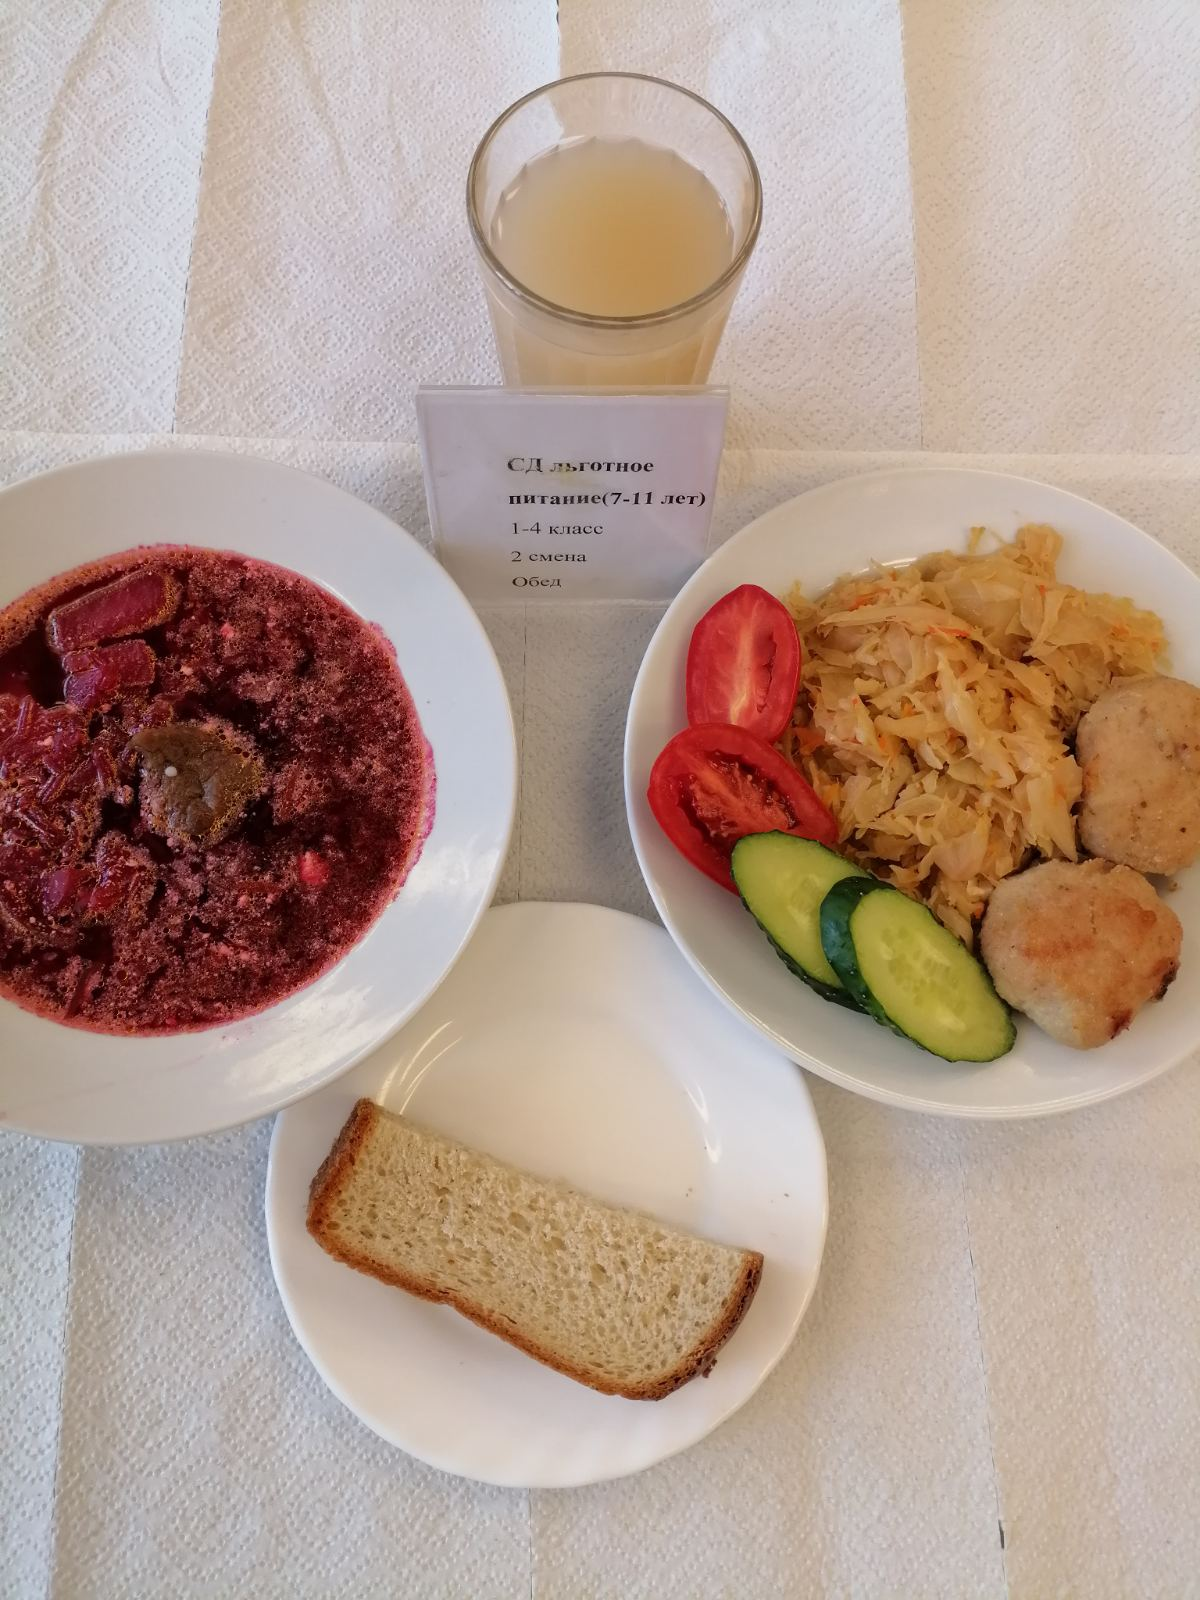 СД льготное
питание(7-11 лет)
1-4 класс
2 смена
Обед